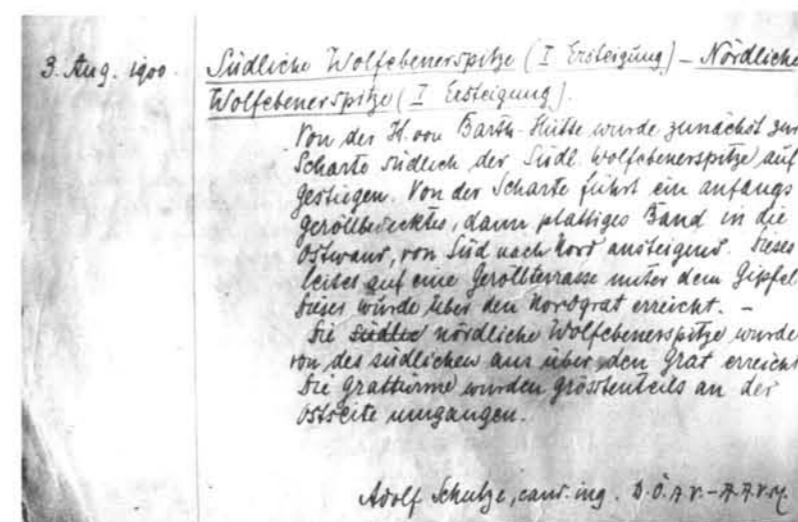 3. Aug. 1900. Südliche Wolfebenerspitze (I Ersteigung) – Nördliche
Wolfebenerspitze (I Ersteigung).
Von der H. von Barth-Hütte wurde zunächst zur
Scharte südlich der Südl. Wolfebenerspitze auf
gestiegen. Von der Scharte führt ein anfangs
geröllbedecktes, dann plattiges Band in die
Ostwand, von Süd nach Nord ansteigend. Dieses
leitet auf eine Geröllterrasse unter dem Gipfel
Dieser wurde über den Nordgrat erreicht. –
Die südlic nördliche Wolfebenerspitze wurde
von der südlichen aus über den Grat erreicht
Die Grattürme wurden grösstenteils an der
Ostseite umgangen.
Adolf Schulze, cand. ing. D.Ö.A.V. – A.A.V.M.